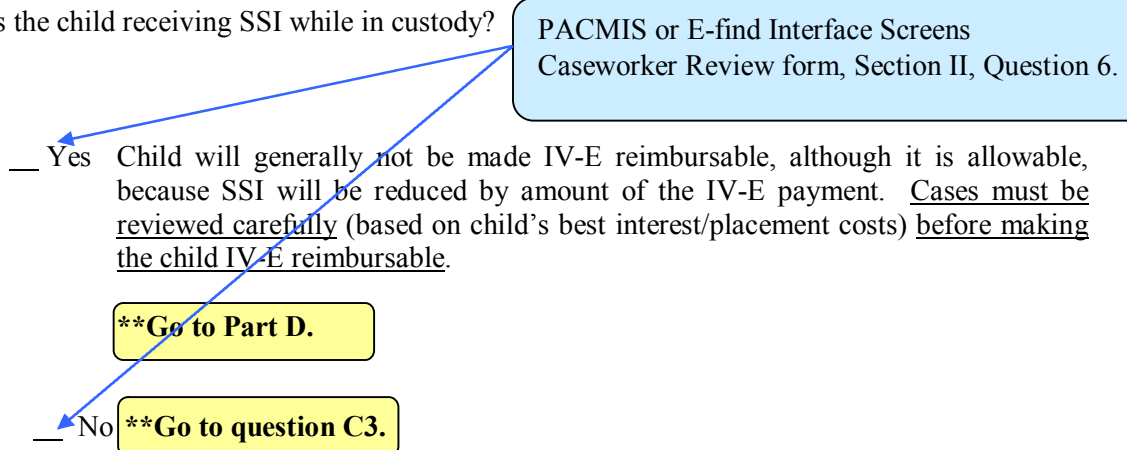 s the child receiving SSI while in custody?
PACMIS or E-find Interface Screens
Caseworker Review form, Section II, Question 6.
__ Yes Child will generally not be made IV-E reimbursable, although it is allowable,
because SSI will be reduced by amount of the IV-E payment. Cases must be
reviewed carefully (based on child’s best interest/placement costs) before making
the child IV-E reimbursable.
**Go to Part D.
__ No **Go to question C3.